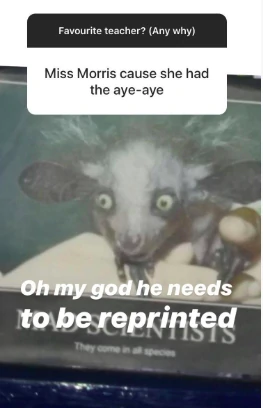 Favourite teacher? (Any why)
Miss Morris cause she had
the aye-aye
Oh my god he needs
to be reprinted
MAD SCIENTISTS
They come in all species